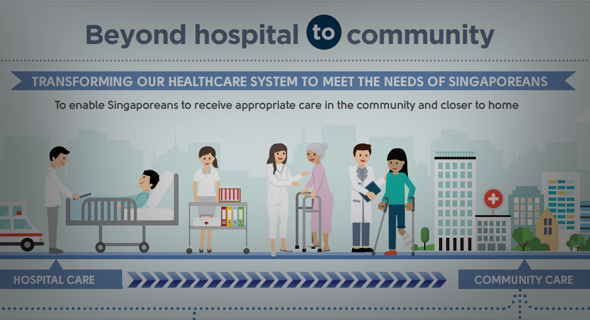 Beyond hospital to community
TRANSFORMING OUR HEALTHCARE SYSTEM TO MEET THE NEEDS OF SINGAPOREANS
To enable Singaporeans to receive appropriate care in the community and closer to home
HOSPITAL CARE
COMMUNITY CARE